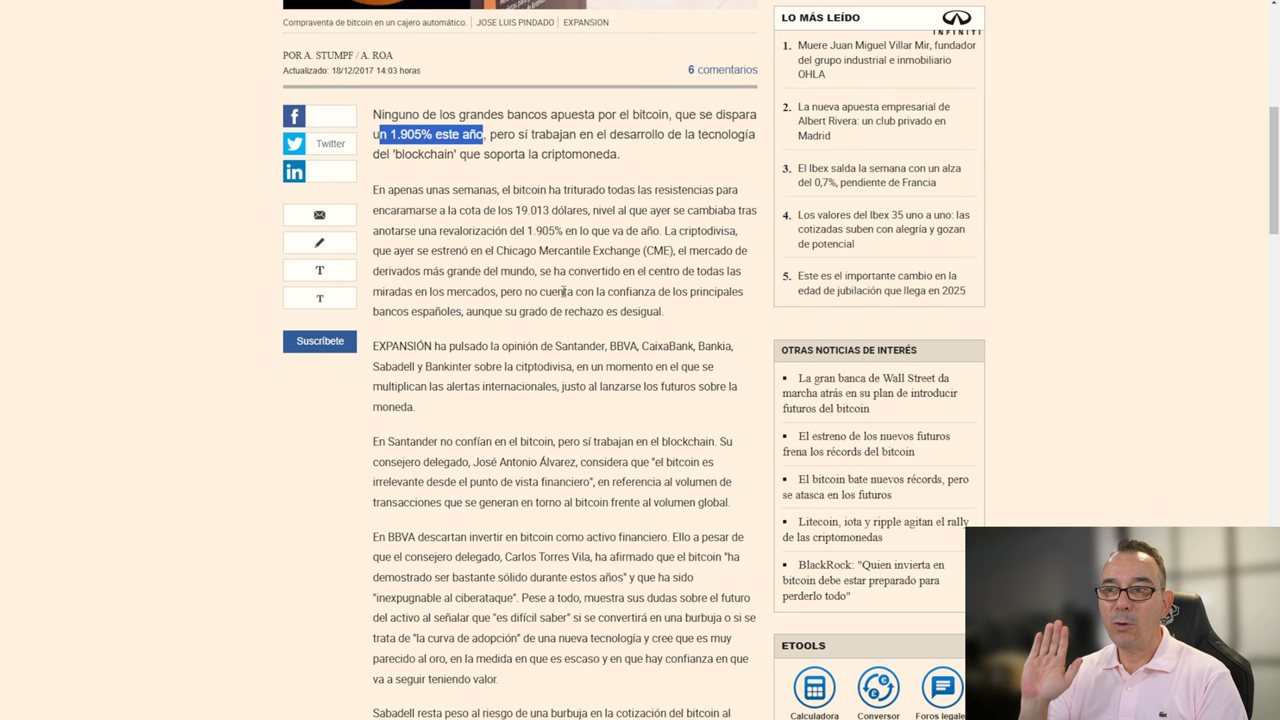 Compraventa de bitcoin en un cajero automático. | JOSE LUIS PINDADO | EXPANSION
POR A. STUMPF / A. ROA
Actualizado: 18/12/2017 14:03 horas
6 comentarios
Twitter
T
T
Suscríbete
Ninguno de los grandes bancos apuesta por el bitcoin, que se dispara
un 1.905% este año, pero sí trabajan en el desarrollo de la tecnología
del 'blockchain' que soporta la criptomoneda.
En apenas unas semanas, el bitcoin ha triturado todas las resistencias para
encaramarse a la cota de los 19.013 dólares, nivel al que ayer se cambiaba tras
anotarse una revalorización del 1.905% en lo que va de año. La criptodivisa,
que ayer se estrenó en el Chicago Mercantile Exchange (CME), el mercado de
derivados más grande del mundo, se ha convertido en el centro de todas las
miradas en los mercados, pero no cuenta con la confianza de los principales
bancos españoles, aunque su grado de rechazo es desigual.
EXPANSIÓN ha pulsado la opinión de Santander, BBVA, CaixaBank, Bankia,
Sabadell y Bankinter sobre la citptodivisa, en un momento en el que se
multiplican las alertas internacionales, justo al lanzarse los futuros sobre la
moneda.
En Santander no confían en el bitcoin, pero sí trabajan en el blockchain. Su
consejero delegado, José Antonio Álvarez, considera que "el bitcoin es
irrelevante desde el punto de vista financiero", en referencia al volumen de
transacciones que se generan en torno al bitcoin frente al volumen global.
En BBVA descartan invertir en bitcoin como activo financiero. Ello a pesar de
que el consejero delegado, Carlos Torres Vila, ha afirmado que el bitcoin "ha
demostrado ser bastante sólido durante estos años" y que ha sido
"inexpugnable al ciberataque". Pese a todo, muestra sus dudas sobre el futuro
del activo al señalar que "es difícil saber" si se convertirá en una burbuja o si se
trata de "la curva de adopción" de una nueva tecnología y cree que es muy
parecido al oro, en la medida en que es escaso y en que hay confianza en que
va a seguir teniendo valor.
Sabadell resta peso al riesgo de una burbuja en la cotización del bitcoin al
LO MÁS LEÍDO
INFINITI
1. Muere Juan Miguel Villar Mir, fundador
del grupo industrial e inmobiliario
OHLA
2. La nueva apuesta empresarial de
Albert Rivera: un club privado en
Madrid
3. El Ibex salda la semana con un alza
del 0,7%, pendiente de Francia
4. Los valores del Ibex 35 uno a uno: las
cotizadas suben con alegría y gozan
de potencial
5. Este es el importante cambio en la
edad de jubilación que llega en 2025
OTRAS NOTICIAS DE INTERÉS
La gran banca de Wall Street da
marcha atrás en su plan de introducir
futuros del bitcoin
El estreno de los nuevos futuros
frena los récords del bitcoin
El bitcoin bate nuevos récords, pero
se atasca en los futuros
Litecoin, iota y ripple agitan el rally
de las criptomonedas
BlackRock: "Quien invierta en
bitcoin debe estar preparado para
perderlo todo"
ETOOLS
Calculadora
Conversor
Foros legale